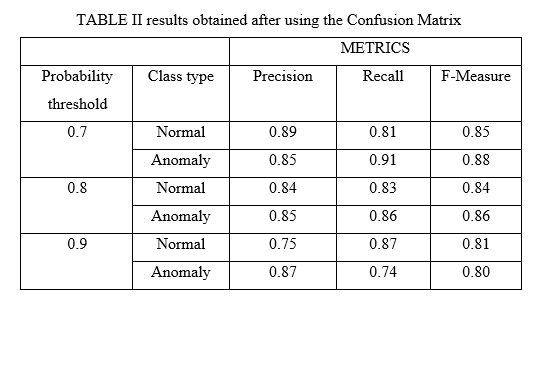 TABLE II results obtained after using the Confusion Matrix
METRICS
Probability threshold Class type Precision Recall F-Measure
0.7 Normal 0.89 0.81 0.85
Anomaly 0.85 0.91 0.88
0.8 Normal 0.84 0.83 0.84
Anomaly 0.85 0.86 0.86
0.9 Normal 0.75 0.87 0.81
Anomaly 0.87 0.74 0.80